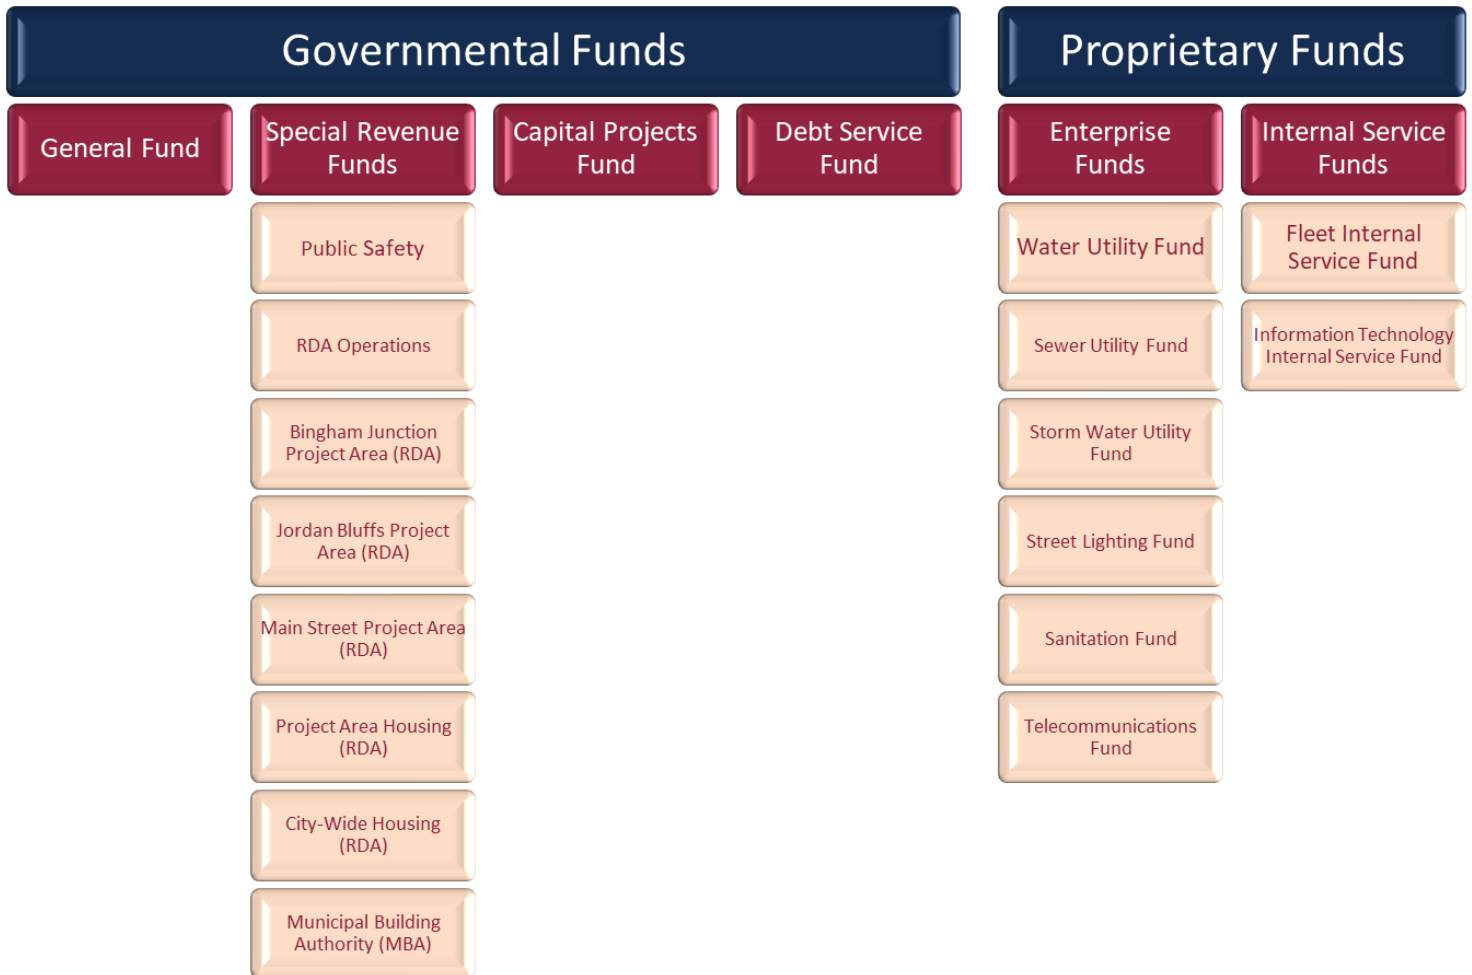 Governmental Funds
Proprietary Funds
General Fund
Special Revenue
Funds
Capital Projects
Fund
Debt Service
Fund
Enterprise
Funds
Internal Service
Funds
Public Safety
RDA Operations
Bingham Junction
Project Area (RDA)
Jordan Bluffs Project
Area (RDA)
Main Street Project Area
(RDA)
Project Area Housing
(RDA)
City-Wide Housing
(RDA)
Municipal Building
Authority (MBA)
Water Utility Fund
Sewer Utility Fund
Storm Water Utility
Fund
Street Lighting Fund
Sanitation Fund
Telecommunications
Fund
Fleet Internal
Service Fund
Information Technology
Internal Service Fund